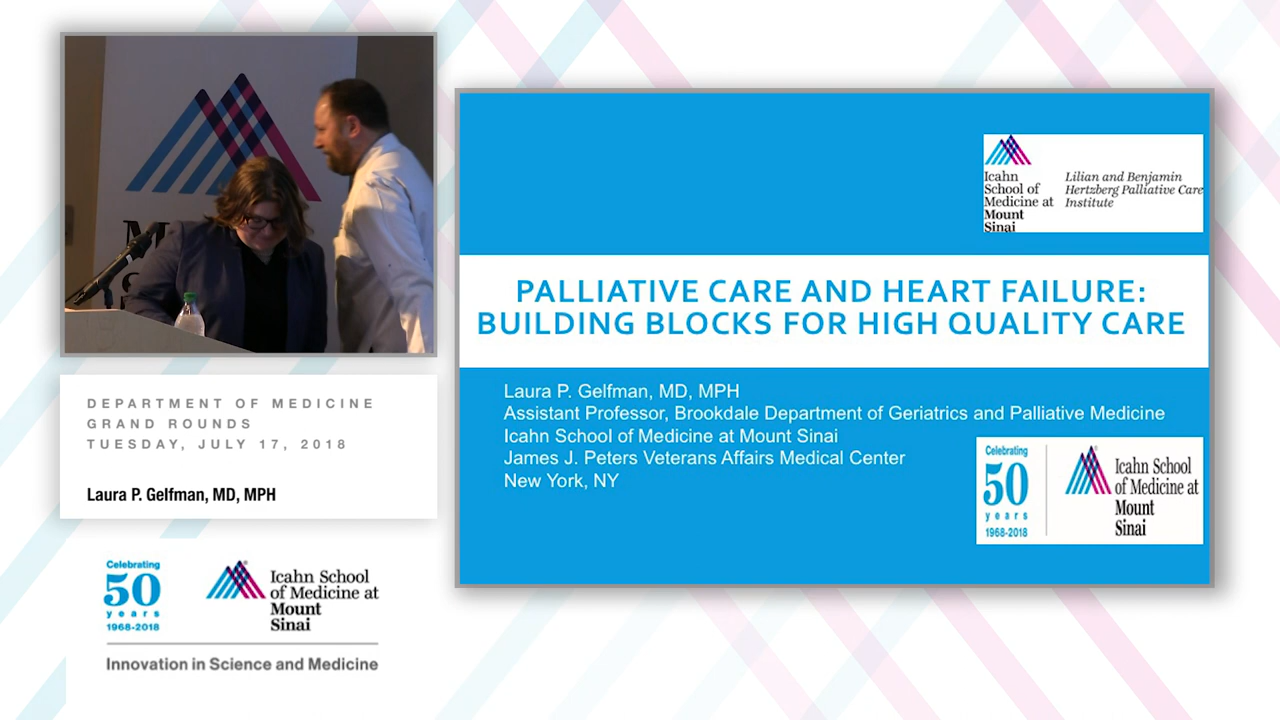 DEPARTMENT OF MEDICINE
GRAND ROUNDS
TUESDAY, JULY 17, 2018
Laura P. Gelfman, MD, MPH
Celebrating
50
years
1968-2018
Icahn School
of Medicine at
Mount
Sinai
Innovation in Science and Medicine
Icahn
School of
Medicine at
Mount
Sinai
Lilian and Benjamin
Hertzberg Palliative Care
Institute
PALLIATIVE CARE AND HEART FAILURE:
BUILDING BLOCKS FOR HIGH QUALITY CARE
Laura P. Gelfman, MD, MPH
Assistant Professor, Brookdale Department of Geriatrics and Palliative Medicine
Icahn School of Medicine at Mount Sinai
James J. Peters Veterans Affairs Medical Center
New York, NY
Celebrating
50
years
1968-2018
Icahn School
of Medicine at
Mount
Sinai